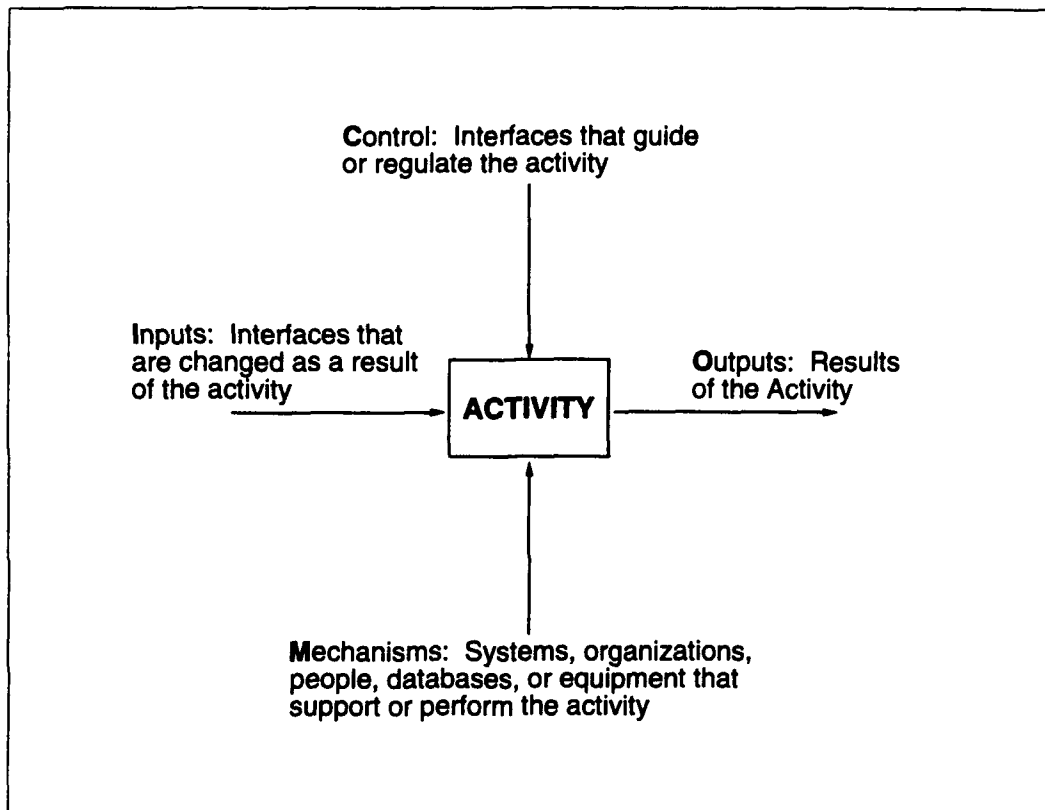 Control: Interfaces that guide
or regulate the activity
Inputs: Interfaces that
are changed as a result
of the activity
ACTIVITY
Outputs: Results
of the Activity
Mechanisms: Systems, organizations,
people, databases, or equipment that
support or perform the activity